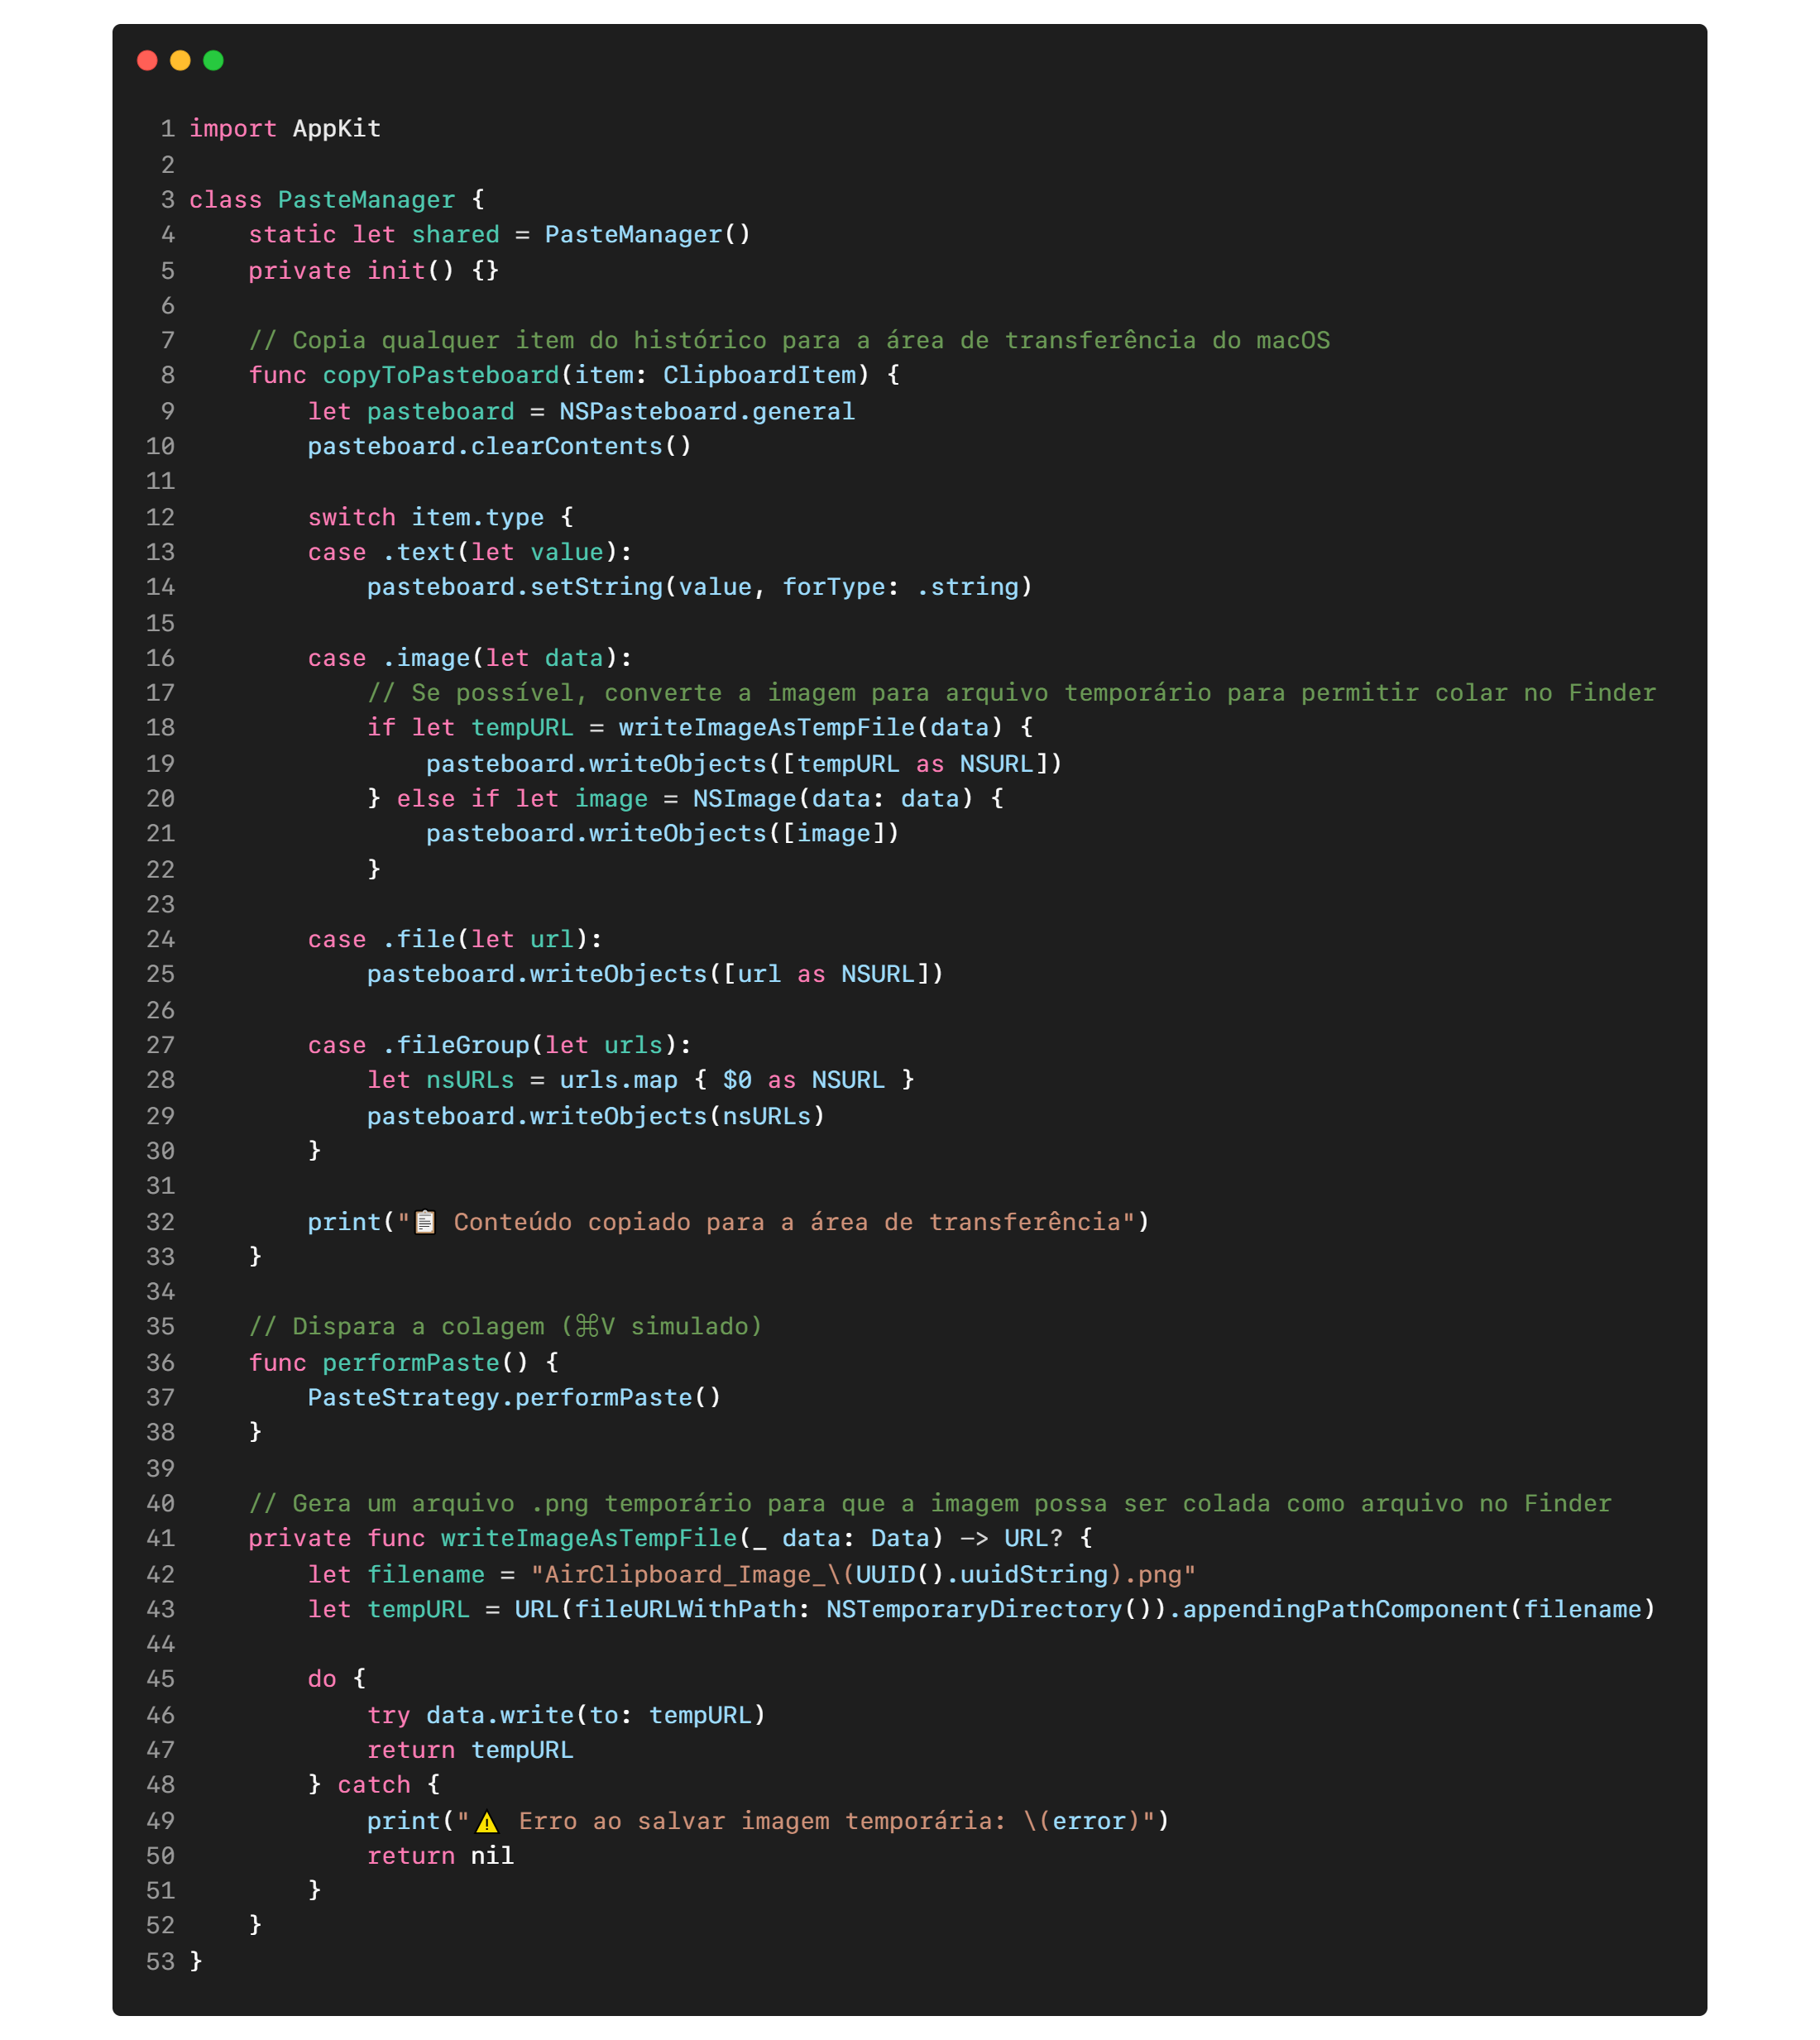 1 import AppKit
2
3 class PasteManager {
4     static let shared = PasteManager()
5     private init() {}
6
7     // Copia qualquer item do histórico para a área de transferência do macOS
8     func copyToPasteboard(item: ClipboardItem) {
9         let pasteboard = NSPasteboard.general
10         pasteboard.clearContents()
11
12         switch item.type {
13         case .text(let value):
14             pasteboard.setString(value, forType: .string)
15
16         case .image(let data):
17             // Se possível, converte a imagem para arquivo temporário para permitir colar no Finder
18             if let tempURL = writeImageAsTempFile(data) {
19                 pasteboard.writeObjects([tempURL as NSURL])
20             } else if let image = NSImage(data: data) {
21                 pasteboard.writeObjects([image])
22             }
23
24         case .file(let url):
25             pasteboard.writeObjects([url as NSURL])
26
27         case .fileGroup(let urls):
28             let nsURLs = urls.map { $0 as NSURL }
29             pasteboard.writeObjects(nsURLs)
30         }
31
32         print("📋 Conteúdo copiado para a área de transferência")
33     }
34
35     // Dispara a colagem (⌘V simulado)
36     func performPaste() {
37         PasteStrategy.performPaste()
38     }
39
40     // Gera um arquivo .png temporário para que a imagem possa ser colada como arquivo no Finder
41     private func writeImageAsTempFile(_ data: Data) -> URL? {
42         let filename = "AirClipboard_Image_\(UUID().uuidString).png"
43         let tempURL = URL(fileURLWithPath: NSTemporaryDirectory()).appendingPathComponent(filename)
44
45         do {
46             try data.write(to: tempURL)
47             return tempURL
48         } catch {
49             print("⚠️ Erro ao salvar imagem temporária: \(error)")
50             return nil
51         }
52     }
53 }